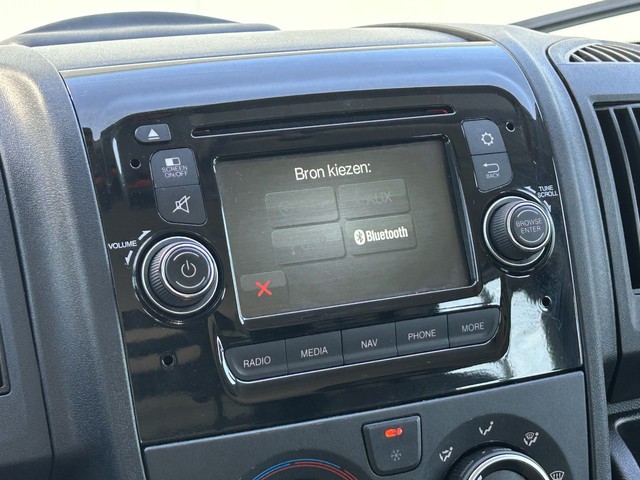 SCREEN
ON/OFF
Bron kiezen:
AUX
Bluetooth
BACK
TUNE
SCROLL
BROWSE
ENTER
VOLUME
RADIO
MEDIA
NAV
PHONE
MORE